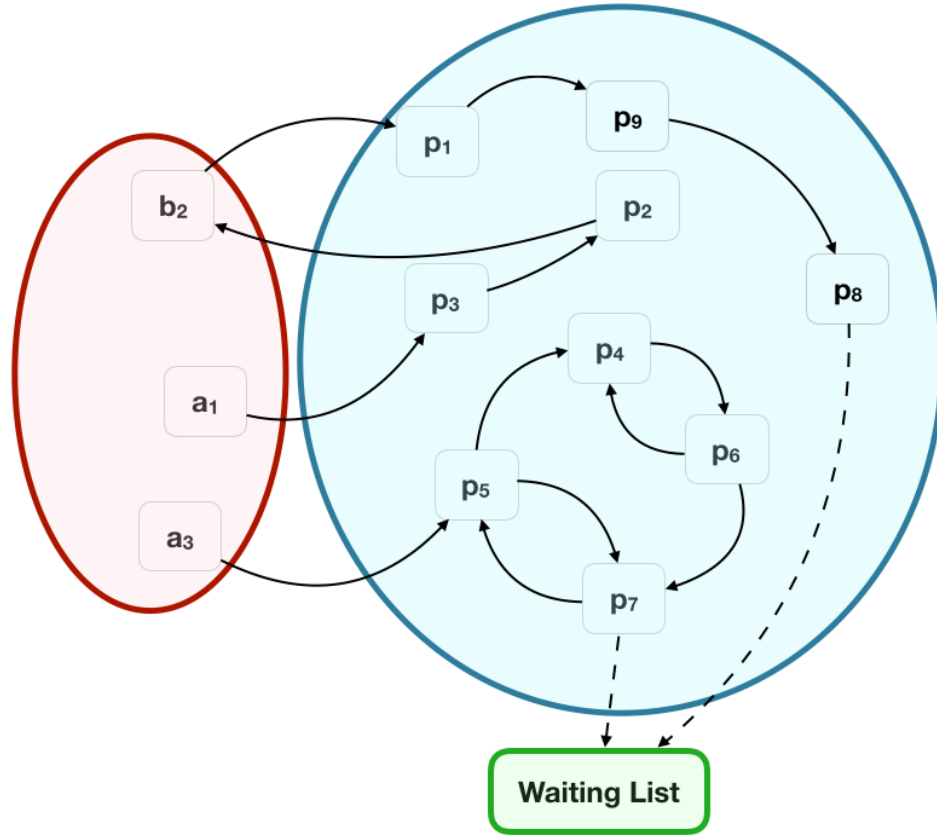 p₁
p₉
b₂
p₂
p₃
p₈
p₄
a₁
p₆
p₅
a₃
p₇
Waiting List